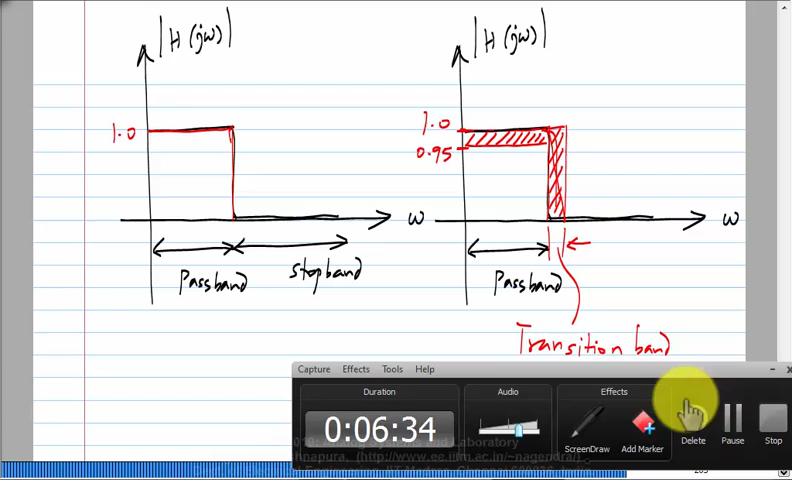 |H(jω)|
|H(jω)|
1.0
1.0
0.95
ω
ω
Passband
stopband
Passband
Transition band
Capture Effects Tools Help
Duration
Audio
Effects
0:06:34
ScreenDraw
Add Marker
Delete
Pause
Stop